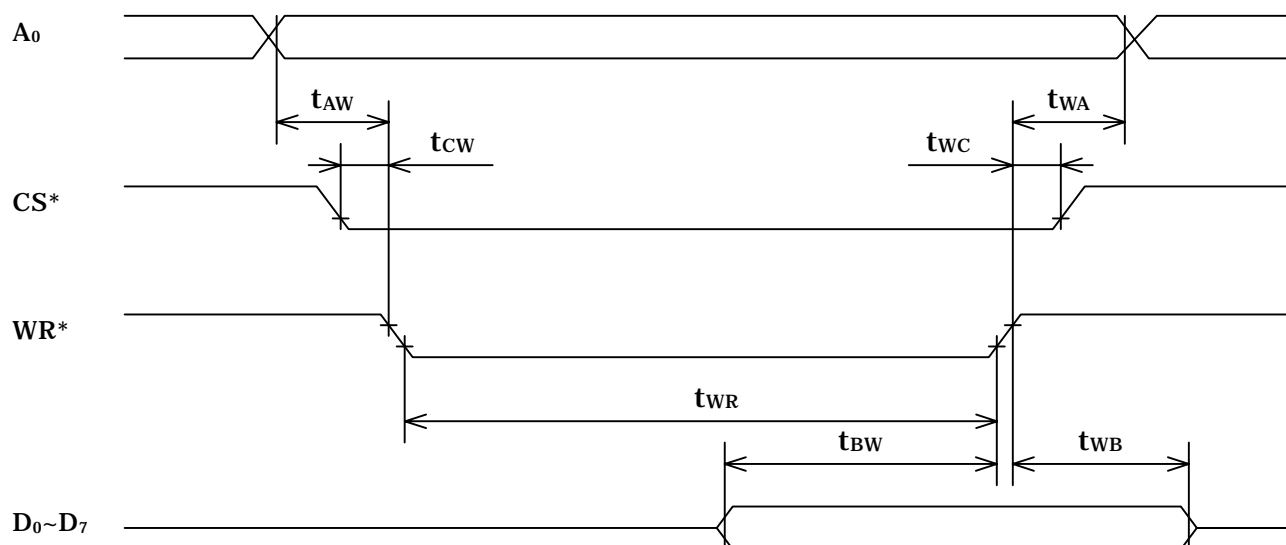 A₀
tAW
tWA
tCW
tWC
CS*
WR*
tWR
tBW
tWB
D₀~D₇